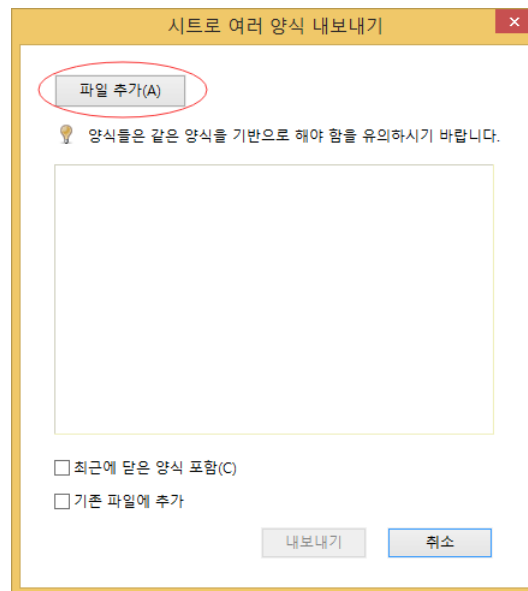 시트로 여러 양식 내보내기
파일 추가(A)
양식들은 같은 양식을 기반으로 해야 함을 유의하시기 바랍니다.
최근에 닫은 양식 포함(C)
기존 파일에 추가
내보내기 취소